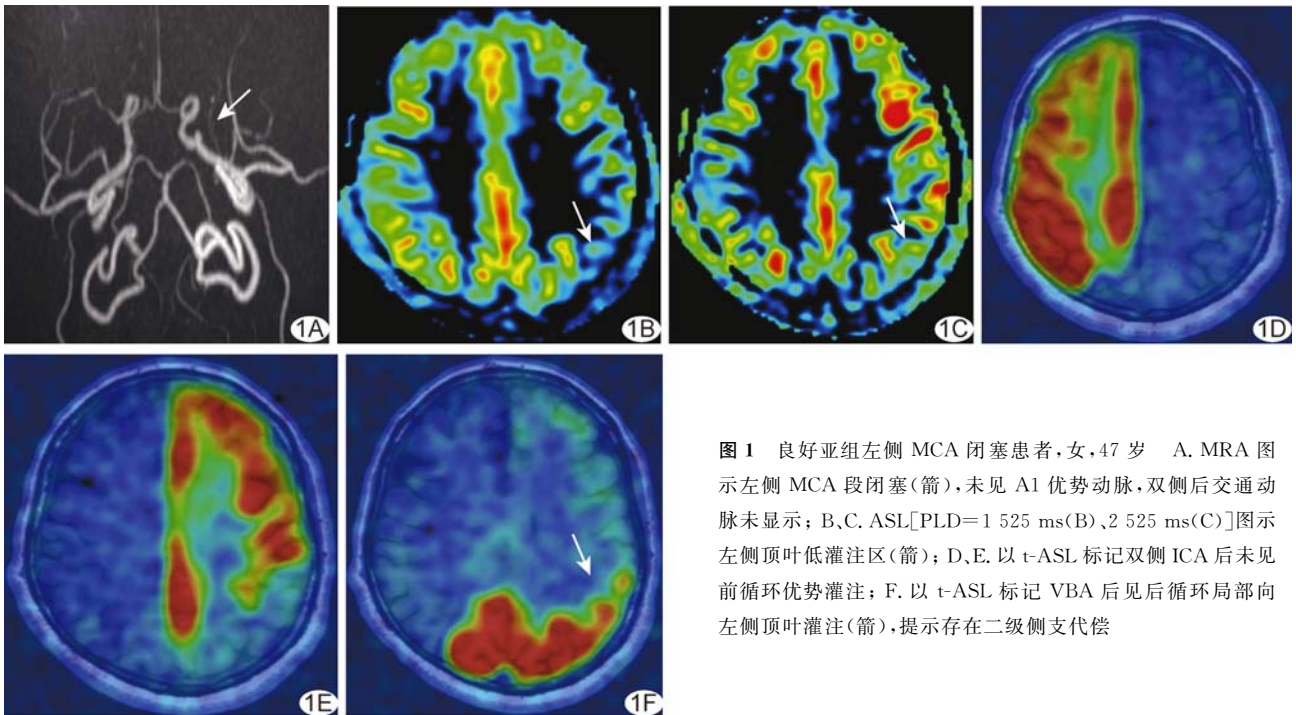 1A
1B
1C
1D
1E
1F
图 1 良好亚组左侧 MCA 闭塞患者,女,47 岁 A. MRA 图
示左侧 MCA 段闭塞(箭),未见 A1 优势动脉,双侧后交通动
脉未显示; B、C. ASL[PLD=1 525 ms(B)、2 525 ms(C)]图示
左侧顶叶低灌注区(箭); D、E. 以 t-ASL 标记双侧 ICA 后未见
前循环优势灌注; F. 以 t-ASL 标记 VBA 后见后循环局部向
左侧顶叶灌注(箭),提示存在二级侧支代偿